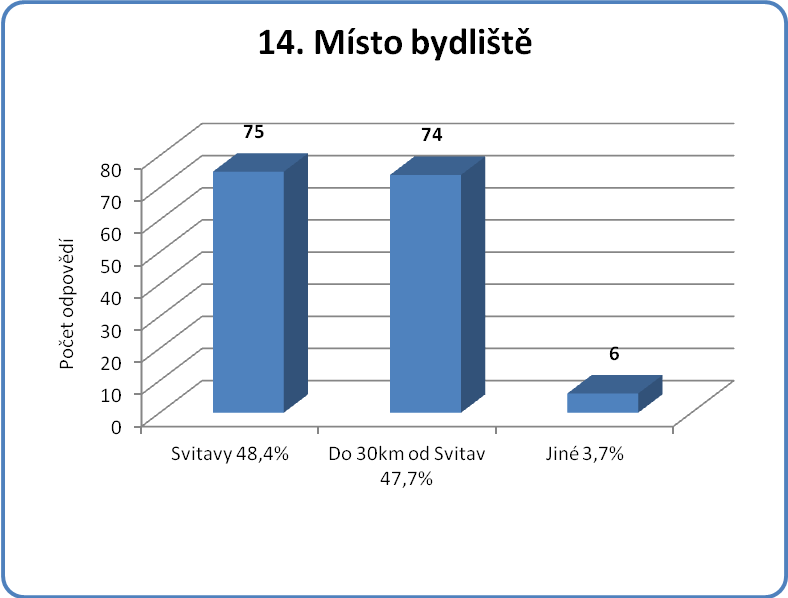 14. Místo bydliště
75
74
6
Počet odpovědí
80
70
60
50
40
30
20
10
0
Svitavy 48,4%
Do 30km od Svitav
47,7%
Jiné 3,7%